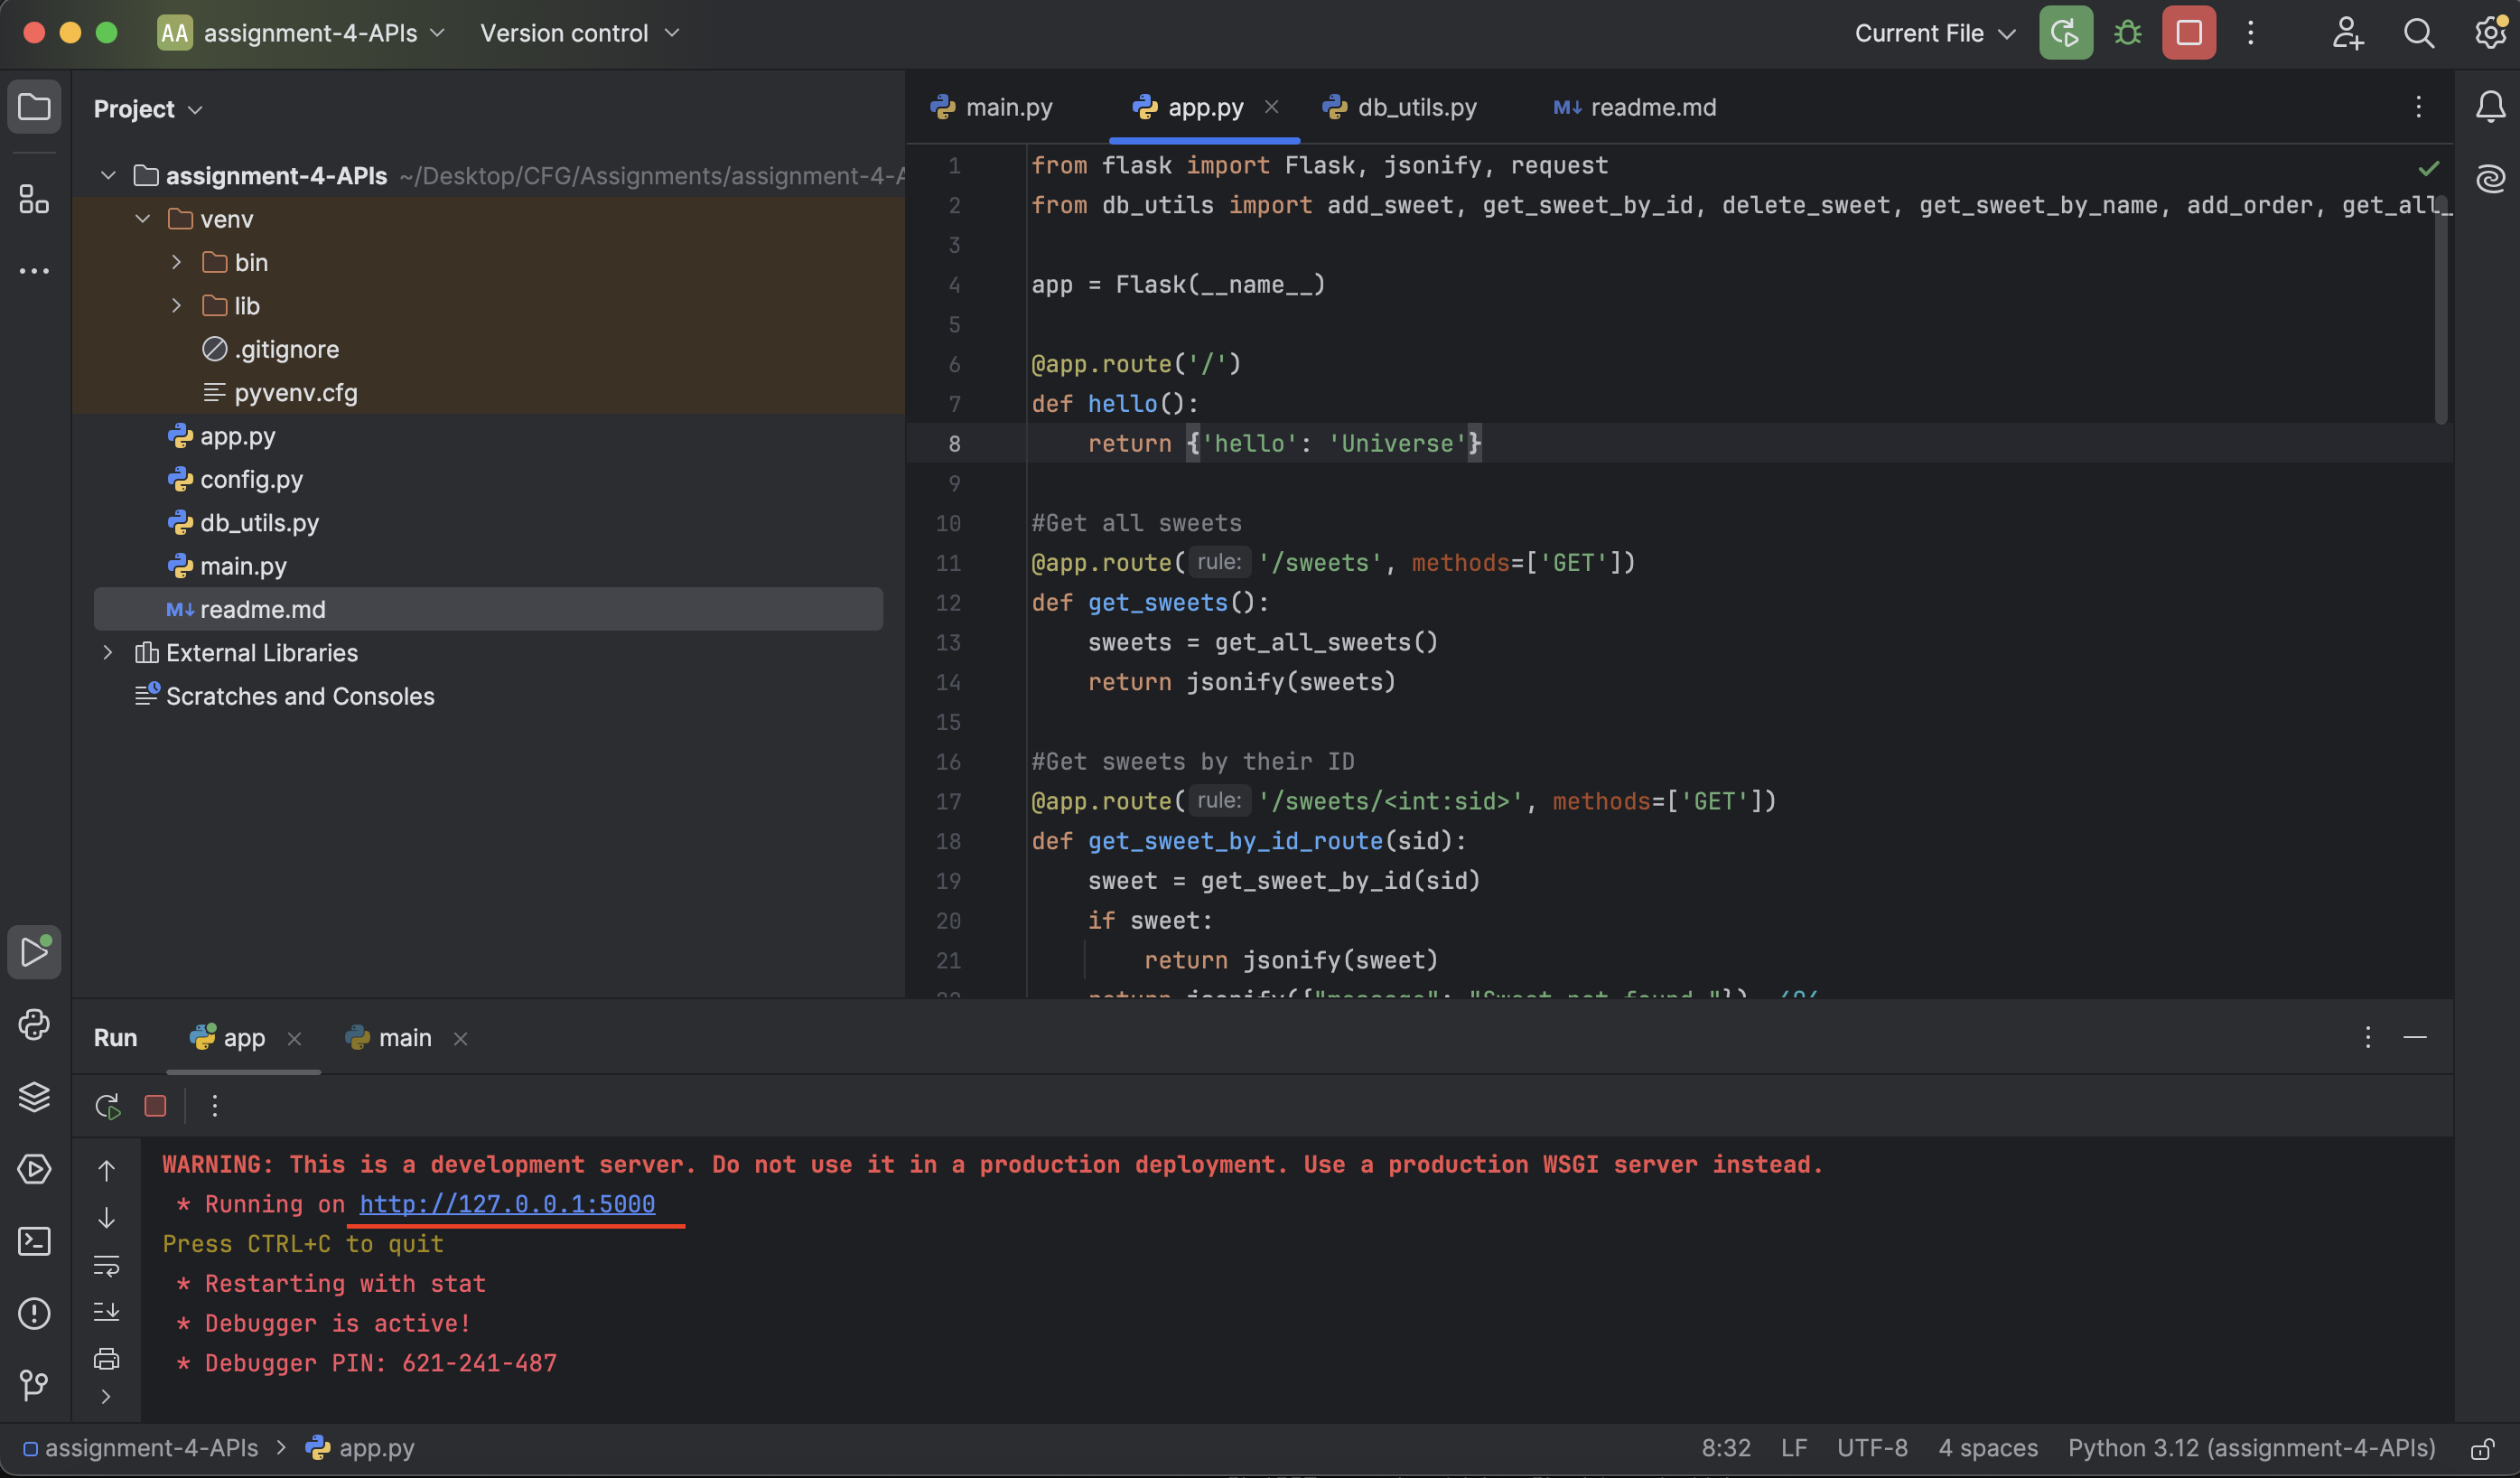 AA assignment-4-APIs Version control Current File
Project
assignment-4-APIs ~/Desktop/CFG/Assignments/assignment-4-A
venv
bin
lib
.gitignore
pyvenv.cfg
app.py
config.py
db_utils.py
main.py
M↓ readme.md
External Libraries
Scratches and Consoles
main.py app.py db_utils.py M↓ readme.md
1 from flask import Flask, jsonify, request
2 from db_utils import add_sweet, get_sweet_by_id, delete_sweet, get_sweet_by_name, add_order, get_all_
3
4 app = Flask(__name__)
5
6 @app.route('/')
7 def hello():
8 return {'hello': 'Universe'}
9
10 #Get all sweets
11 @app.route( rule: '/sweets', methods=['GET'])
12 def get_sweets():
13 sweets = get_all_sweets()
14 return jsonify(sweets)
15
16 #Get sweets by their ID
17 @app.route( rule: '/sweets/<int:sid>', methods=['GET'])
18 def get_sweet_by_id_route(sid):
19 sweet = get_sweet_by_id(sid)
20 if sweet:
21 return jsonify(sweet)
22 return jsonify({"message": "Sweet not found."}), 404
Run app main
WARNING: This is a development server. Do not use it in a production deployment. Use a production WSGI server instead.
* Running on http://127.0.0.1:5000
Press CTRL+C to quit
* Restarting with stat
* Debugger is active!
* Debugger PIN: 621-241-487
assignment-4-APIs > app.py 8:32 LF UTF-8 4 spaces Python 3.12 (assignment-4-APIs)